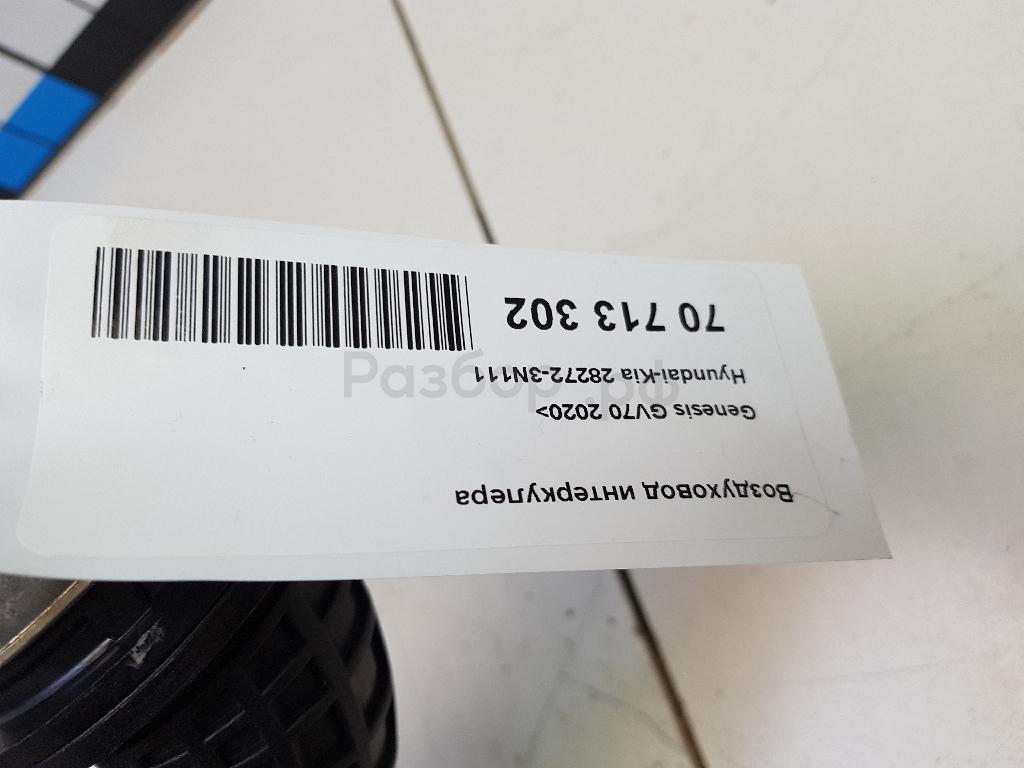 Воздуховод интеркулера
Genesis GV70 2020>
Hyundai-Kia 28272-3N111
70 713 302
Разбор.рф